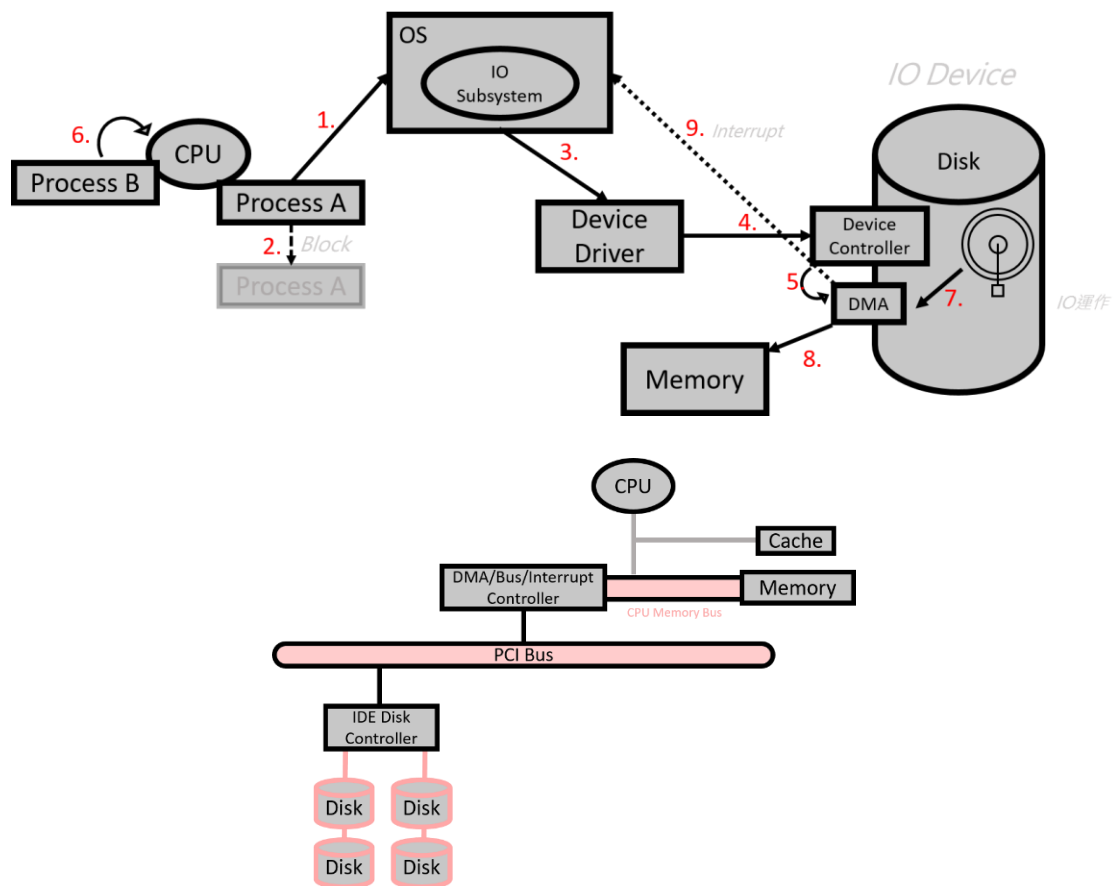 OS
IO
Subsystem
IO Device
1.
9.
Interrupt
6.
CPU
3.
Disk
Process B
Process A
Device
Driver
4.
Device
Controller
2.
Block
5.
7.
Process A
DMA
IO運作
8.
Memory
CPU
Cache
DMA/Bus/Interrupt
Controller
Memory
CPU Memory Bus
PCI Bus
IDE Disk
Controller
Disk
Disk
Disk
Disk